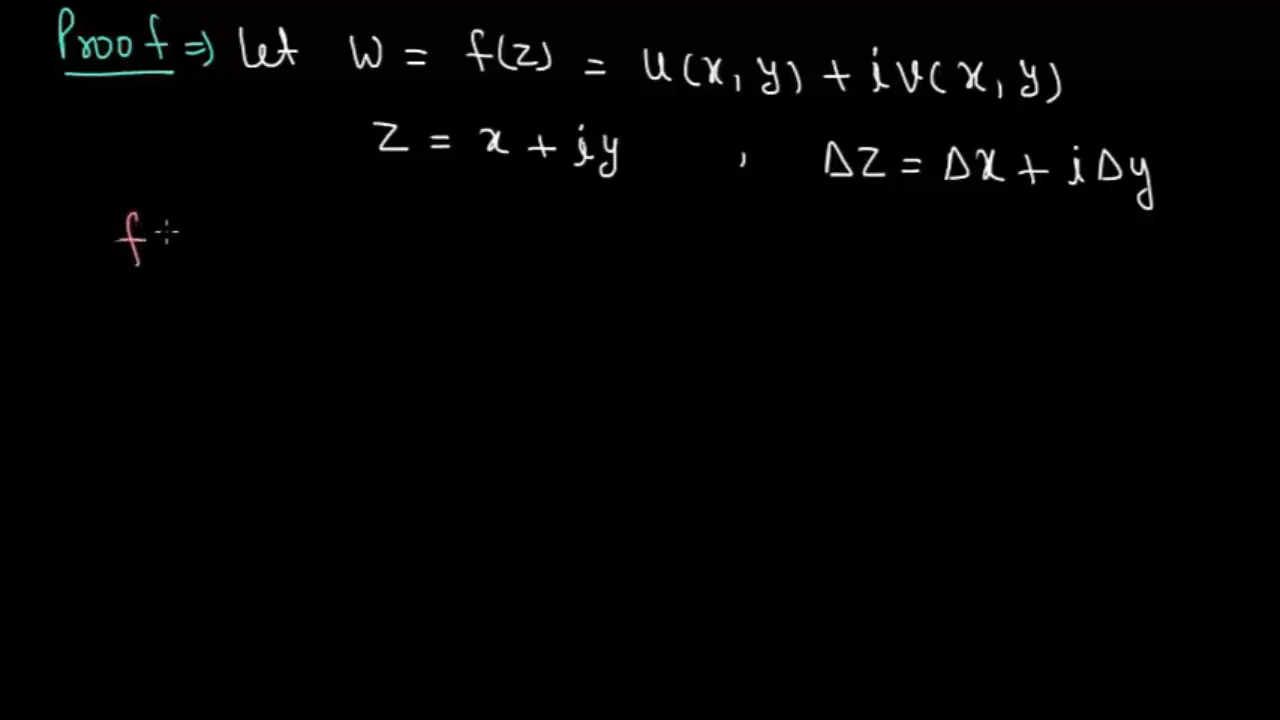 Proof ⇒ Let W = f(z) = u(x, y) + iv(x, y)
z = x + iy , Δz = Δx + iΔy
f